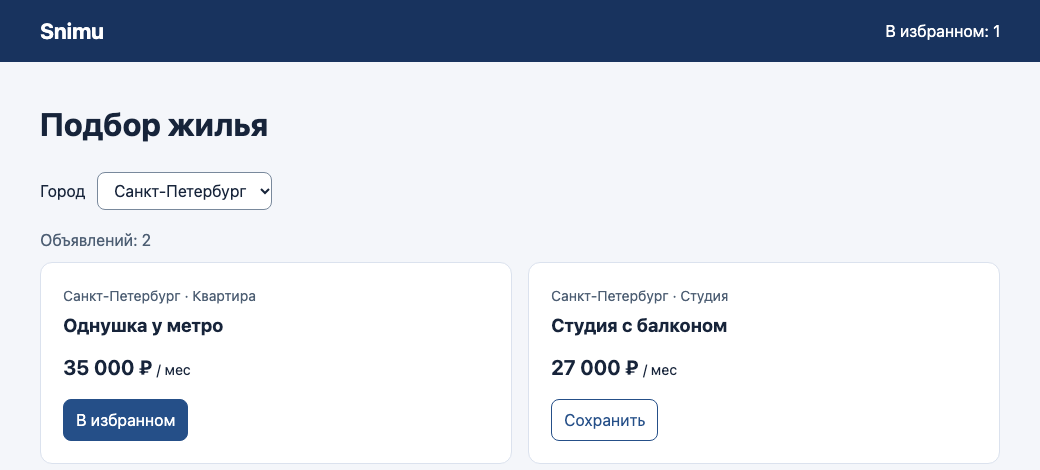 Snimu
В избранном: 1
Подбор жилья
Город Санкт-Петербург
Объявлений: 2
Санкт-Петербург · Квартира
Однушка у метро
35 000 ₽ / мес
В избранном
Санкт-Петербург · Студия
Студия с балконом
27 000 ₽ / мес
Сохранить